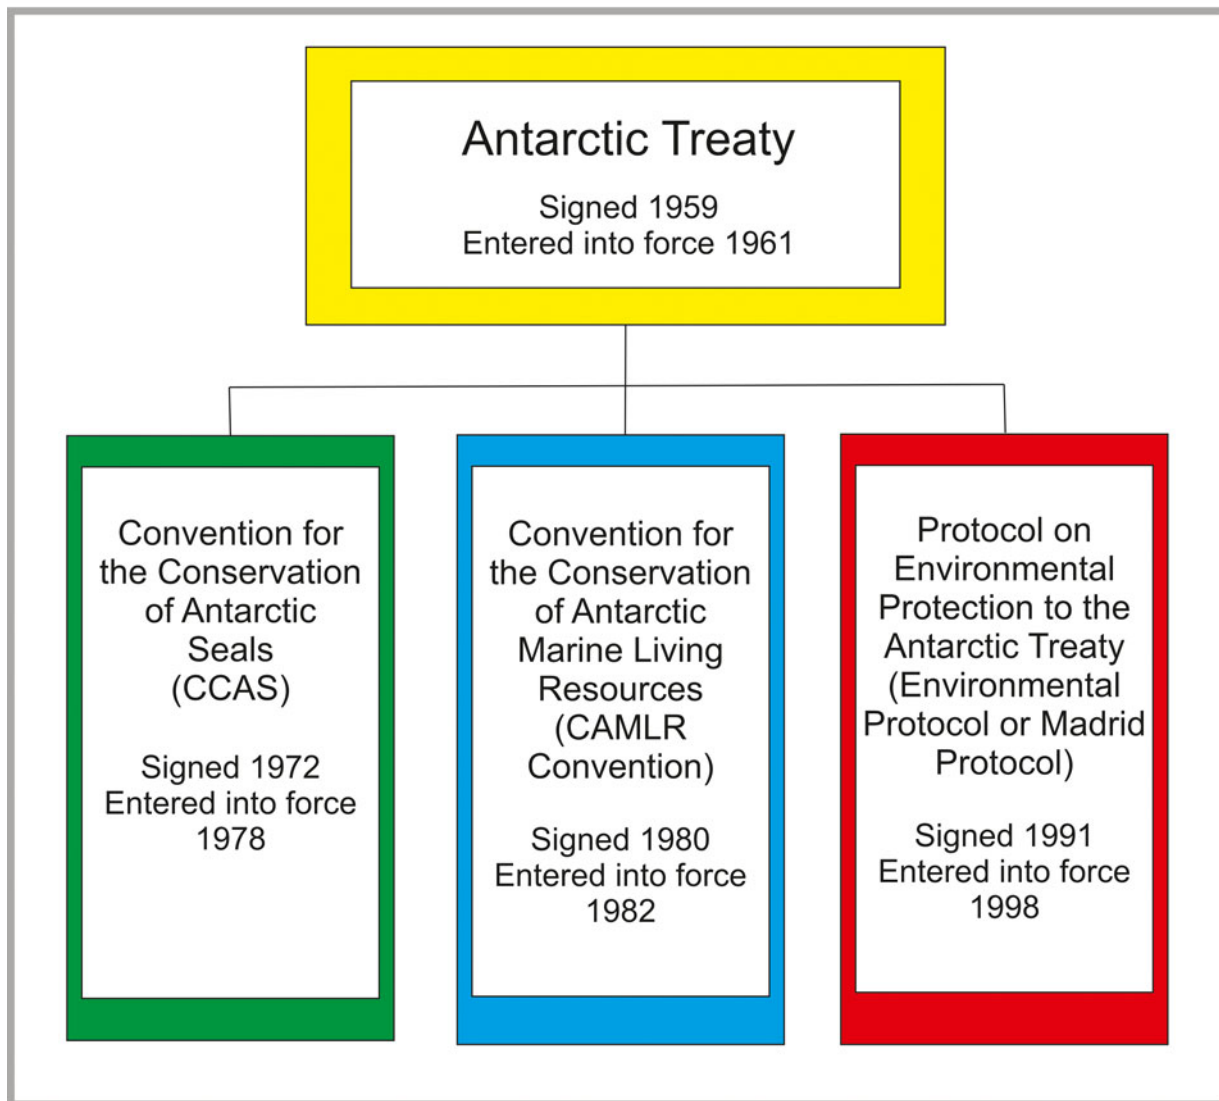 Antarctic Treaty
Signed 1959
Entered into force 1961
Convention for
the Conservation
of Antarctic
Seals
(CCAS)
Signed 1972
Entered into force
1978
Convention for
the Conservation
of Antarctic
Marine Living
Resources
(CAMLR
Convention)
Signed 1980
Entered into force
1982
Protocol on
Environmental
Protection to the
Antarctic Treaty
(Environmental
Protocol or Madrid
Protocol)
Signed 1991
Entered into force
1998